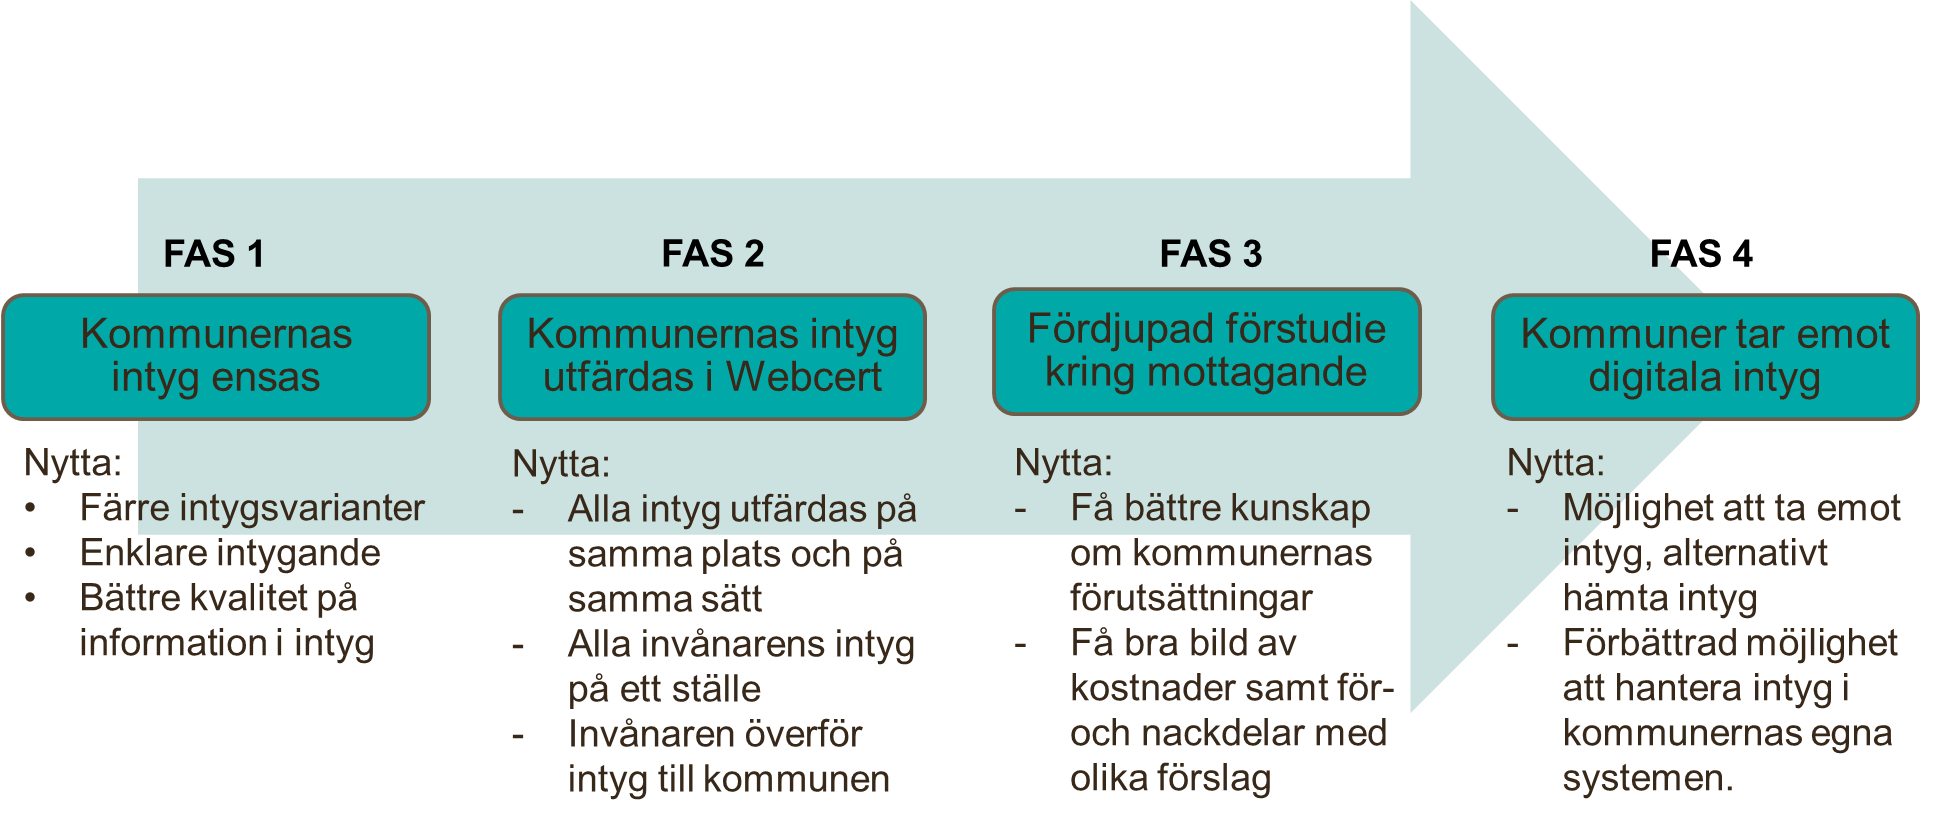 FAS 1
Kommunernas
intyg ensas
Nytta:
• Färre intygsvarianter
• Enklare intygande
• Bättre kvalitet på
information i intyg
FAS 2
Kommunernas intyg
utfärdas i Webcert
Nytta:
- Alla intyg utfärdas på
samma plats och på
samma sätt
- Alla invånarens intyg
på ett ställe
- Invånaren överför
intyg till kommunen
FAS 3
Fördjupad förstudie
kring mottagande
Nytta:
- Få bättre kunskap
om kommunernas
förutsättningar
- Få bra bild av
kostnader samt för-
och nackdelar med
olika förslag
FAS 4
Kommuner tar emot
digitala intyg
Nytta:
- Möjlighet att ta emot
intyg, alternativt
hämta intyg
- Förbättrad möjlighet
att hantera intyg i
kommunernas egna
systemen.